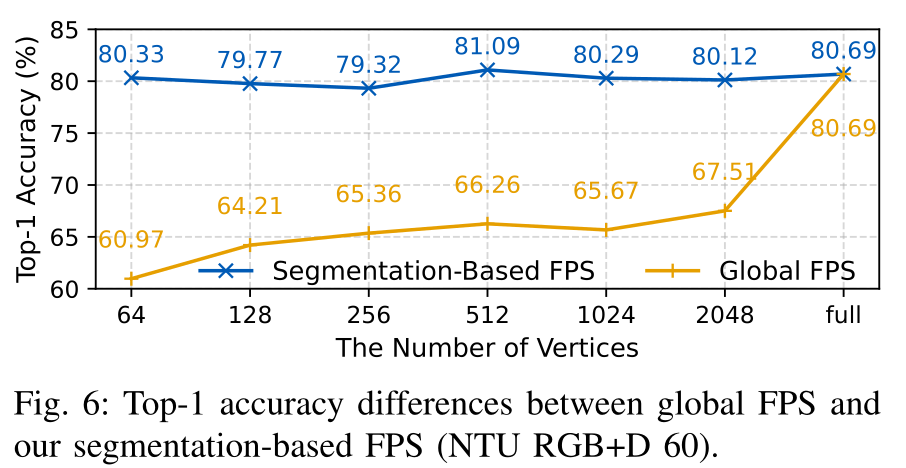 85
80
75
70
65
60
Top-1 Accuracy (%)
80.33 79.77 79.32 81.09 80.29 80.12 80.69
60.97 64.21 65.36 66.26 65.67 67.51 80.69
Segmentation-Based FPS Global FPS
64 128 256 512 1024 2048 full
The Number of Vertices
Fig. 6: Top-1 accuracy differences between global FPS and
our segmentation-based FPS (NTU RGB+D 60).